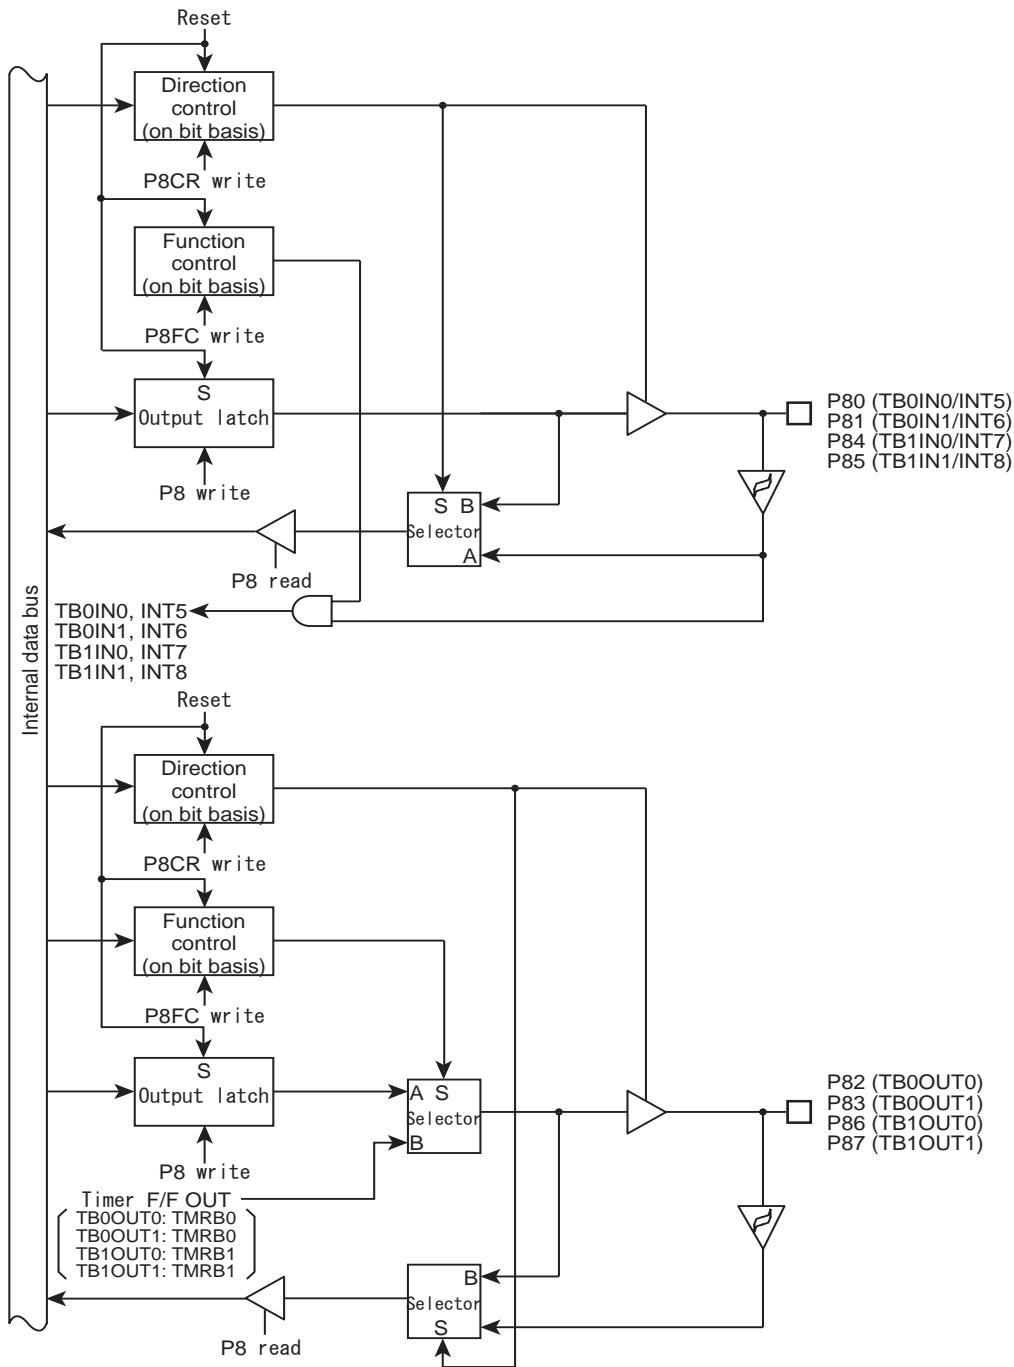 Reset
Direction
control
(on bit basis)
P8CR write
Function
control
(on bit basis)
P8FC write
S
Output latch
P8 write
P80 (TB0IN0/INT5)
P81 (TB0IN1/INT6)
P84 (TB1IN0/INT7)
P85 (TB1IN1/INT8)
S B
Selector
A
P8 read
Internal data bus
TB0IN0, INT5
TB0IN1, INT6
TB1IN0, INT7
TB1IN1, INT8
Reset
Direction
control
(on bit basis)
P8CR write
Function
control
(on bit basis)
P8FC write
S
Output latch
P8 write
A S
Selector
B
P82 (TB0OUT0)
P83 (TB0OUT1)
P86 (TB1OUT0)
P87 (TB1OUT1)
Timer F/F OUT
TB0OUT0: TMRB0
TB0OUT1: TMRB0
TB1OUT0: TMRB1
TB1OUT1: TMRB1
B
Selector
S
P8 read